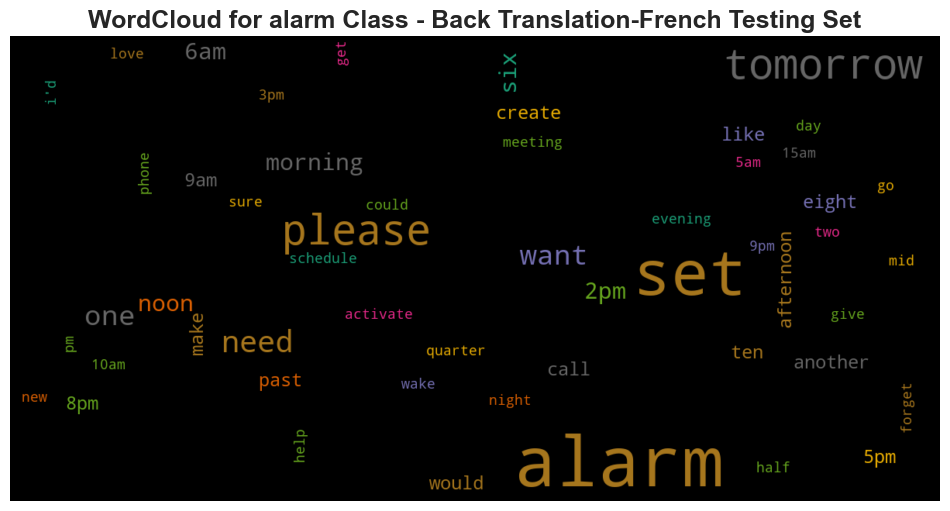 WordCloud for alarm Class - Back Translation-French Testing Set
love
6am
get
six
tomorrow
i'd
3pm
create
meeting
like
day
morning
5am
15am
phone
9am
go
sure
could
eight
please
evening
two
schedule
want
9pm
set
afternoon
mid
2pm
one
noon
make
activate
give
pm
need
quarter
ten
another
10am
past
wake
call
new
8pm
night
forget
help
would
alarm
half
5pm